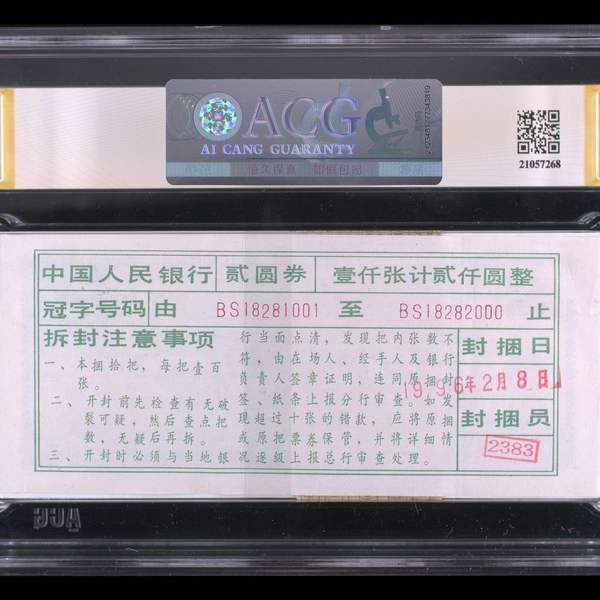 ACG
AI CANG GUARANTY
21057268
中国人民银行 贰圆券 壹仟张计贰仟圆整
冠字号码 由 BS18281001 至 BS18282000 止
拆封注意事项
一、本捆拾把，每把壹百
张。
二、开封前先检查有无破
裂可疑，然后查点把
数，无疑后再拆。
三、开封时必须与当地银
行当面点清，发现把内张数不
符，由在场人、经手人及银行
负责人签章证明，连同原捆封
签、纸条上报分行审查。如发
现超过十张的错款，应将原捆
或原把票券保管，并将详细情
况逐级上报总行审查处理。
封捆日
1996年2月8日
封捆员
2383
ACG